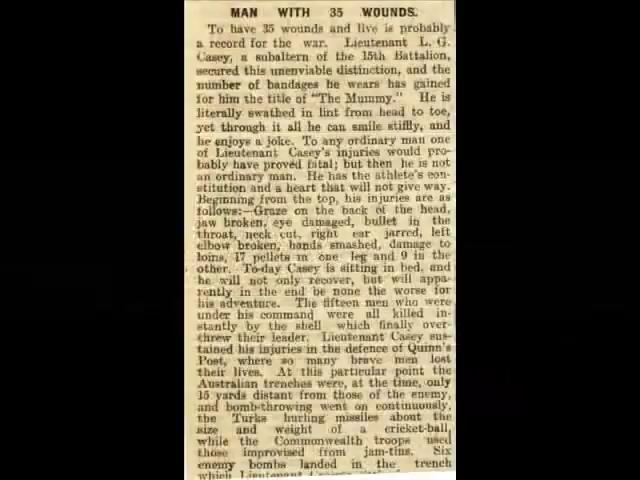 MAN WITH 35 WOUNDS.
To have 35 wounds and live is probably
a record for the war. Lieutenant L. G.
Casey, a subaltern of the 15th Battalion,
secured this unenviable distinction, and the
number of bandages he wears has gained
for him the title of "The Mummy." He is
literally swathed in lint from head to toe,
yet through it all he can smile stiffly, and
he enjoys a joke. To any ordinary man one
of Lieutenant Casey's injuries would pro-
bably have proved fatal; but then he is not
an ordinary man. He has the athlete's con-
stitution and a heart that will not give way.
Beginning from the top, his injuries are as
follows:—Graze on the back of the head,
jaw broken, eye damaged, bullet in the
throat, neck cut, right ear jarred, left
elbow broken, hands smashed, damage to
loins, 17 pellets in one leg and 9 in the
other. To-day Casey is sitting in bed, and
he will not only recover, but will appa-
rently in the end be none the worse for
his adventure. The fifteen men who were
under his command were all killed in-
stantly by the shell which finally over-
threw their leader. Lieutenant Casey sus-
tained his injuries in the defence of Quinn's
Post, where so many brave men lost
their lives. At this particular point the
Australian trenches were, at the time, only
15 yards distant from those of the enemy,
and bomb-throwing went on continuously,
the Turks hurling missiles about the
size and weight of a cricket-ball,
while the Commonwealth troops used
those improvised from jam-tins. Six
enemy bombs landed in the trench
which Lieutenant